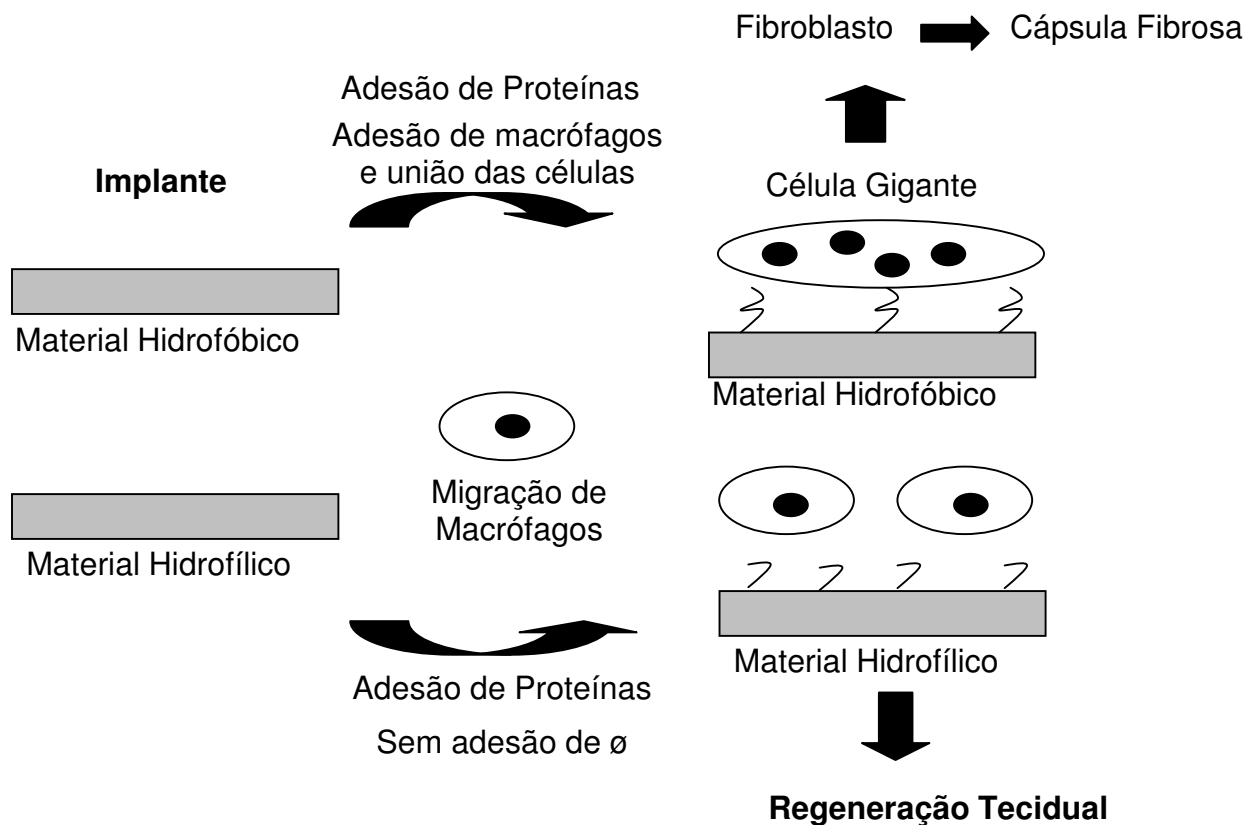 Fibroblasto
Cápsula Fibrosa
Adesão de Proteínas
Adesão de macrófagos
e união das células
Implante
Célula Gigante
Material Hidrofóbico
Material Hidrofóbico
Migração de
Macrófagos
Material Hidrofílico
Material Hidrofílico
Adesão de Proteínas
Sem adesão de ø
Regeneração Tecidual